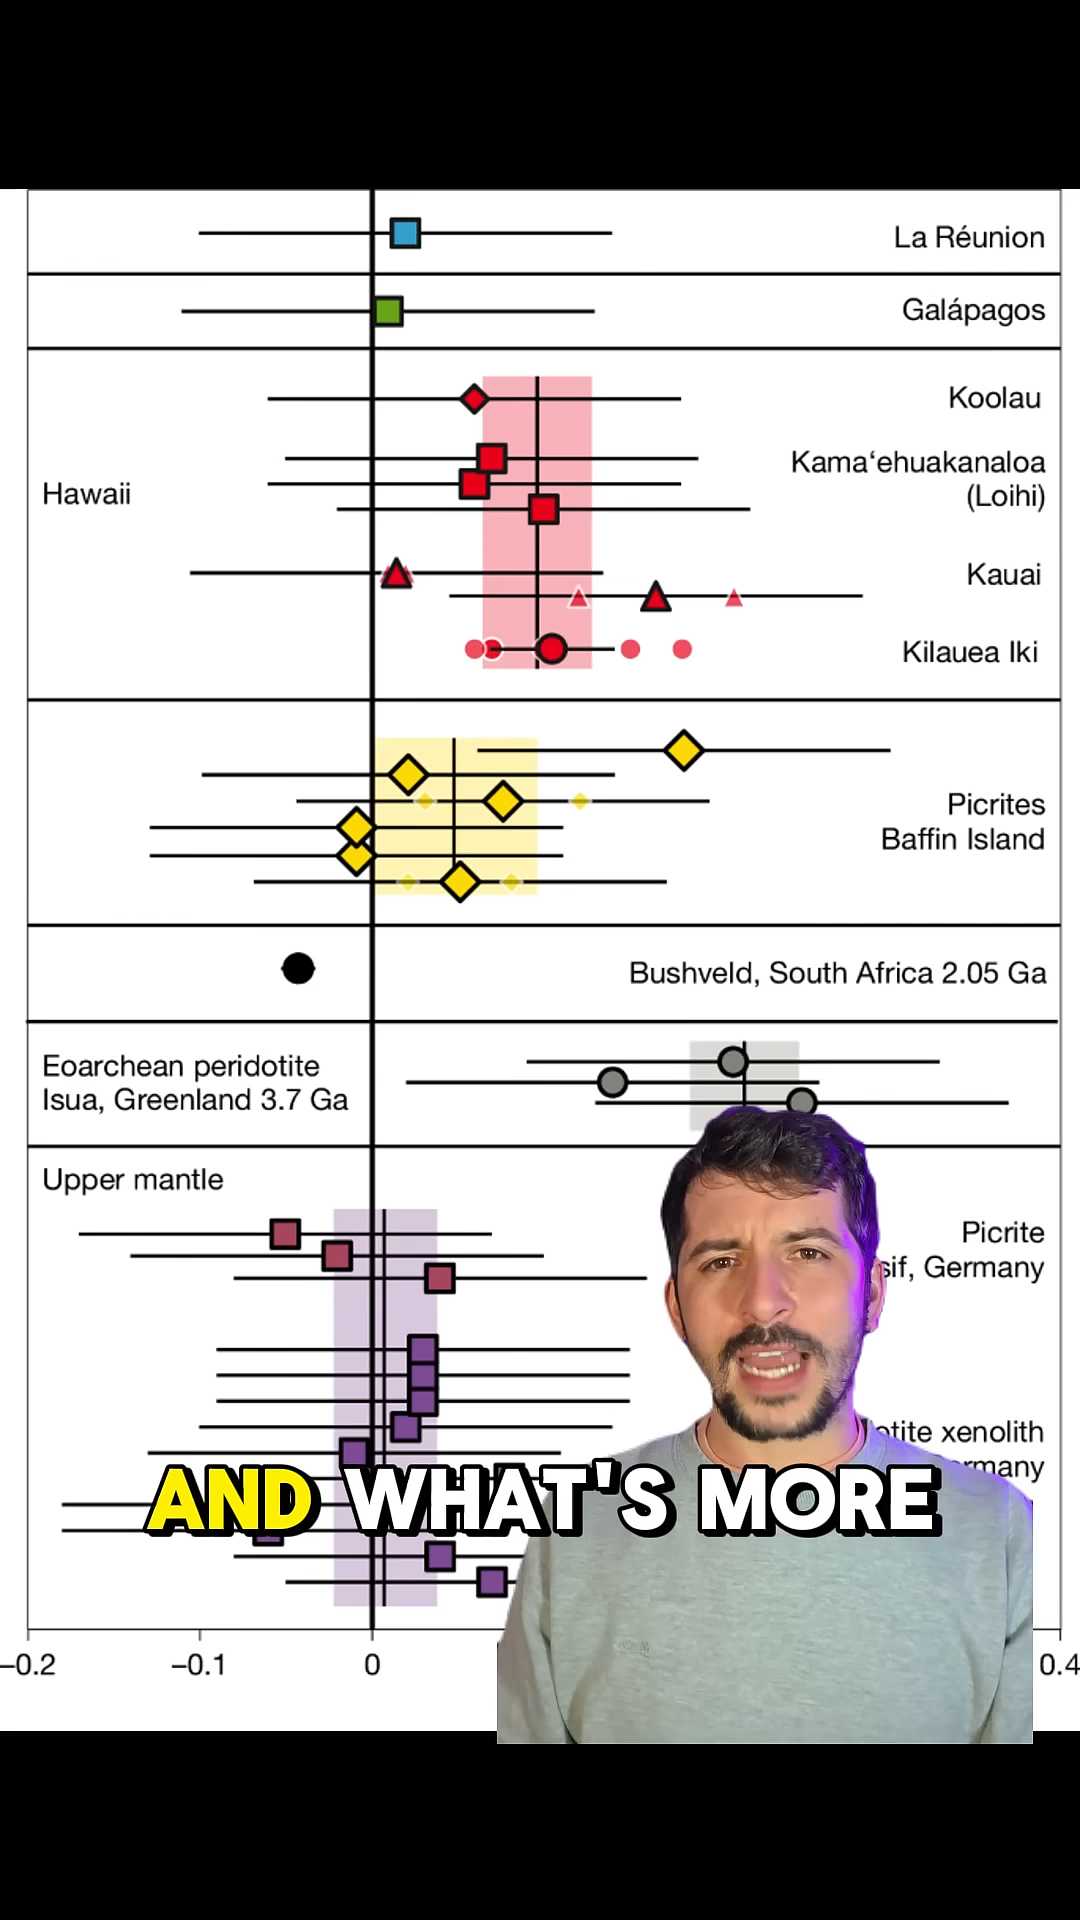 La Réunion
Galápagos
Koolau
Kama‘ehuakanaloa
(Loihi)
Hawaii
Kauai
Kilauea Iki
Picrites
Baffin Island
Bushveld, South Africa 2.05 Ga
Eoarchean peridotite
Isua, Greenland 3.7 Ga
Upper mantle
Picrite
Germany
xenolith
AND WHAT'S MORE
–0.2 –0.1 0 0.4